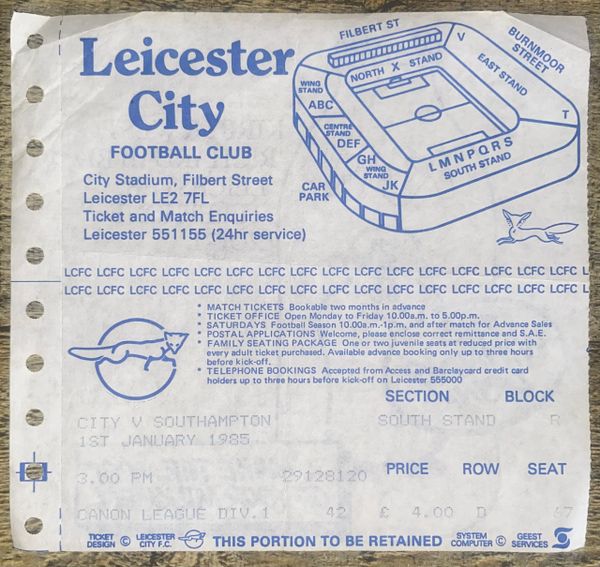 Leicester
City
FOOTBALL CLUB
City Stadium, Filbert Street
Leicester LE2 7FL
Ticket and Match Enquiries
Leicester 551155 (24hr service)
FILBERT ST
BURNMOOR
STREET
V
NORTH X STAND
EAST STAND
WING
STAND
ABC
CENTRE
STAND
DEF
GH
WING
STAND
JK
T
L M N P Q R S
SOUTH STAND
CAR
PARK
LCFC LCFC LCFC LCFC LCFC LCFC LCFC LCFC LCFC LCFC LCFC LCFC LCFC LCFC LCFC LCFC L
LCFC LCFC LCFC LCFC LCFC LCFC LCFC LCFC LCFC LCFC LCFC LCFC LCFC LCFC LCFC LCFC L
* MATCH TICKETS Bookable two months in advance
* TICKET OFFICE Open Monday to Friday 10.00a.m. to 5.00p.m.
* SATURDAYS Football Season 10.00a.m.-1p.m., and after match for Advance Sales
* POSTAL APPLICATIONS Welcome, please enclose correct remittance and S.A.E.
* FAMILY SEATING PACKAGE One or two juvenile seats at reduced price with
every adult ticket purchased. Available advance booking only up to three hours
before kick-off.
* TELEPHONE BOOKINGS Accepted from Access and Barclaycard credit card
holders up to three hours before kick-off on Leicester 555000
SECTION BLOCK
CITY V SOUTHAMPTON SOUTH STAND R
1ST JANUARY 1985
3.00 PM 29128120 PRICE ROW SEAT
CANON LEAGUE DIV.1 42 £ 4.00 D 67
TICKET
DESIGN © LEICESTER
CITY F.C.
THIS PORTION TO BE RETAINED
SYSTEM
COMPUTER © GEEST
SERVICES